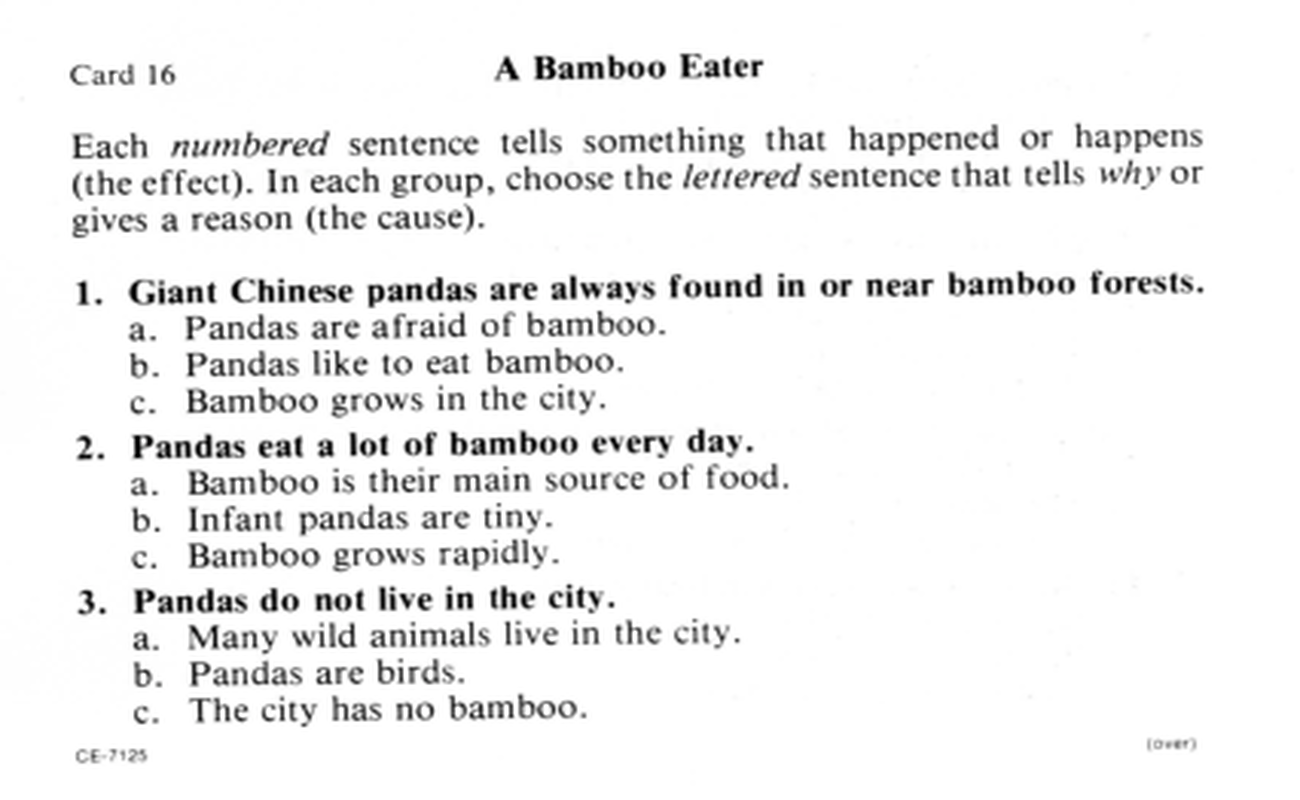 Card 16
A Bamboo Eater
Each numbered sentence tells something that happened or happens
(the effect). In each group, choose the lettered sentence that tells why or
gives a reason (the cause).
1. Giant Chinese pandas are always found in or near bamboo forests.
a. Pandas are afraid of bamboo.
b. Pandas like to eat bamboo.
c. Bamboo grows in the city.
2. Pandas eat a lot of bamboo every day.
a. Bamboo is their main source of food.
b. Infant pandas are tiny.
c. Bamboo grows rapidly.
3. Pandas do not live in the city.
a. Many wild animals live in the city.
b. Pandas are birds.
c. The city has no bamboo.
CE-7125
(over)